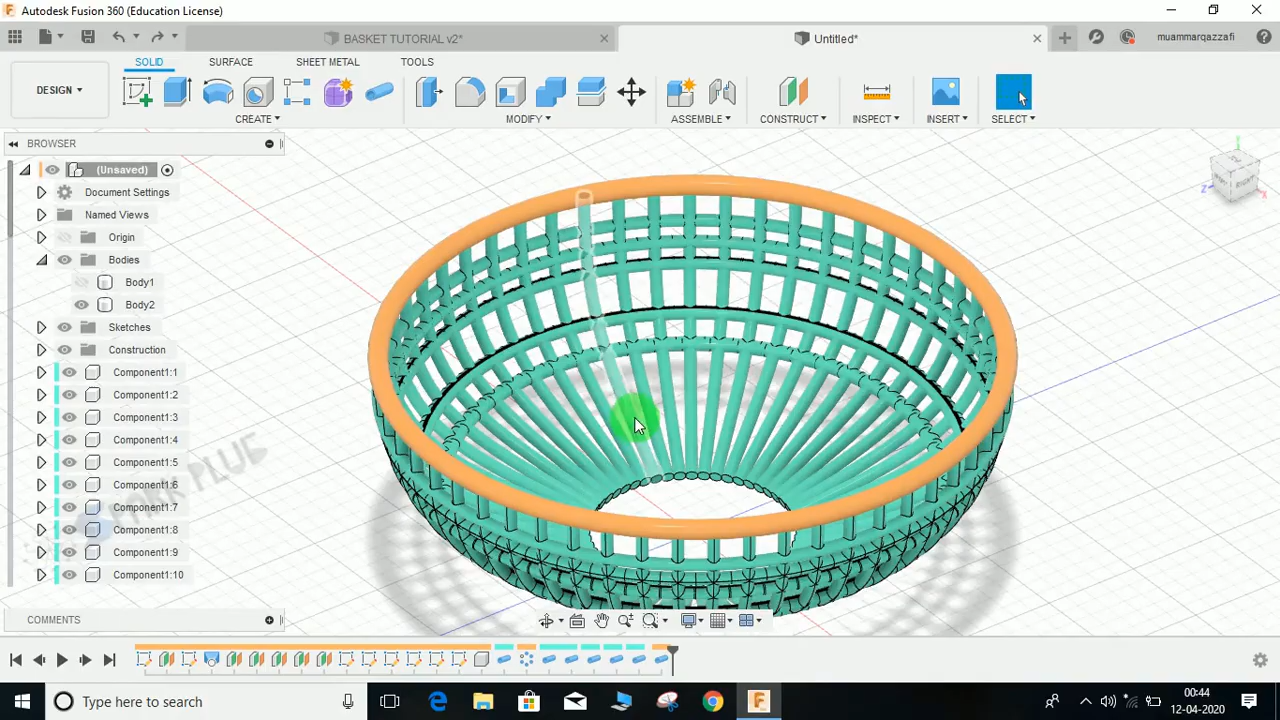 Autodesk Fusion 360 (Education License)
BASKET TUTORIAL v2*
Untitled*
muammarqazzafi
DESIGN
SOLID
SURFACE
SHEET METAL
TOOLS
CREATE
MODIFY
ASSEMBLE
CONSTRUCT
INSPECT
INSERT
SELECT
BROWSER
(Unsaved)
Document Settings
Named Views
Origin
Bodies
Body1
Body2
Sketches
Construction
Component1:1
Component1:2
Component1:3
Component1:4
Component1:5
Component1:6
Component1:7
Component1:8
Component1:9
Component1:10
COMMENTS
Type here to search
00:44
12-04-2020